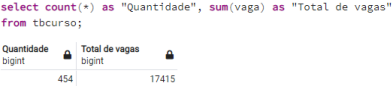 select count(*) as "Quantidade", sum(vaga) as "Total de vagas"
from tbcurso;
Quantidade Total de vagas
bigint bigint
454 17415